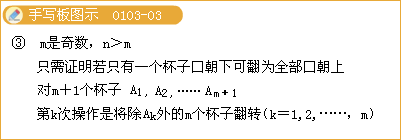 手写板图示 0103-03
③ m是奇数，n＞m
只需证明若只有一个杯子口朝下可翻为全部口朝上
对m＋1个杯子 A1, A2, …… Am＋1
第k次操作是将除Ak外的m个杯子翻转(k＝1,2,……, m)